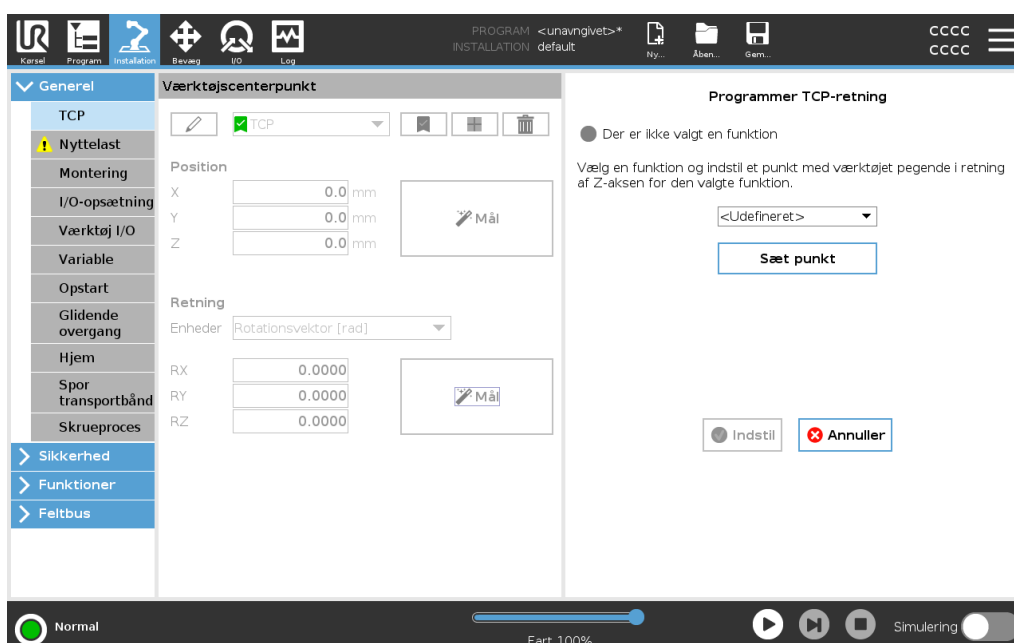 PROGRAM <unavngivet>*
INSTALLATION default
cccc
cccc
UR
Kørsel
Program
Installation
Bevæg
I/O
Log
Ny...
Åben...
Gem...
Generel
TCP
Nyttelast
Montering
I/O-opsætning
Værktøj I/O
Variable
Opstart
Glidende
overgang
Hjem
Spor
transportbånd
Skrueproces
Sikkerhed
Funktioner
Feltbus
Værktøjscenterpunkt
TCP
Position
X 0.0 mm
Y 0.0 mm
Z 0.0 mm
Mål
Retning
Enheder Rotationsvektor [rad]
RX 0.0000
RY 0.0000
RZ 0.0000
Mål
Programmer TCP-retning
Der er ikke valgt en funktion
Vælg en funktion og indstil et punkt med værktøjet pegende i retning
af Z-aksen for den valgte funktion.
<Udefineret>
Sæt punkt
Indstil
Annuller
Normal
Fart 100%
Simulering